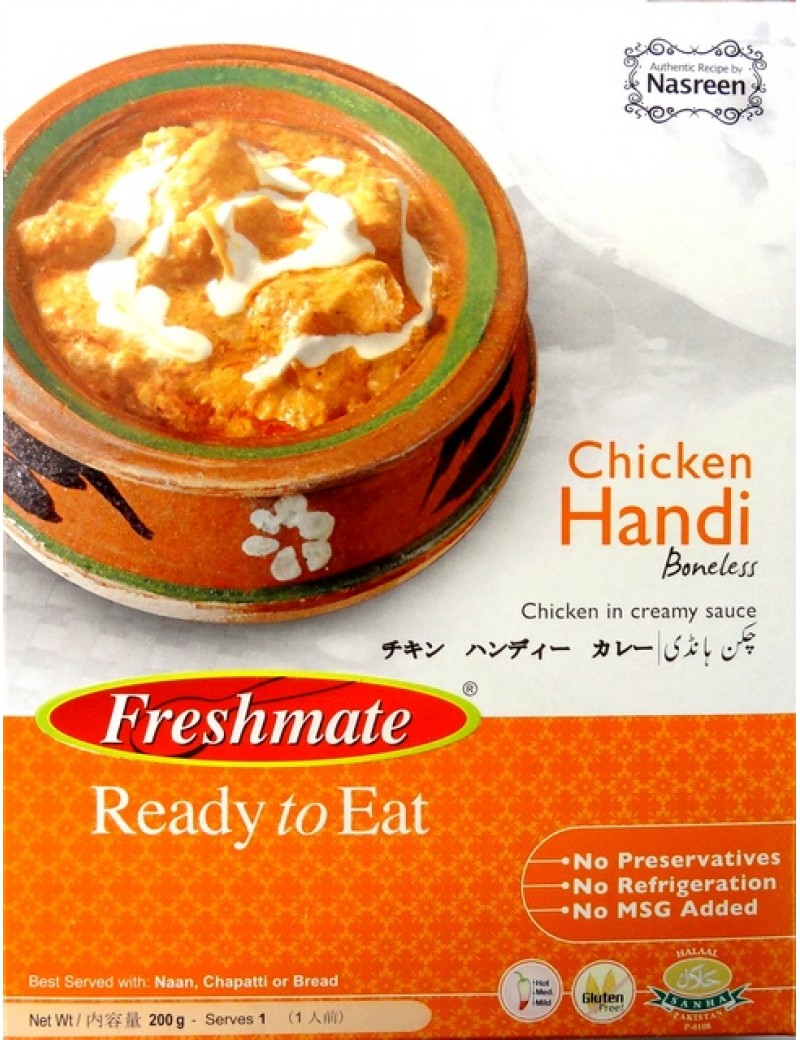 Authentic Recipe by
Nasreen
Chicken
Handi
Boneless
Chicken in creamy sauce
チキン ハンディー カレー|چکن ہانڈی
Freshmate®
Ready to Eat
•No Preservatives
•No Refrigeration
•No MSG Added
Best Served with: Naan, Chapatti or Bread
Net Wt / 内容量 200 g - Serves 1 (1 人前)
Hot
Med.
Mild
Gluten
Free!
HALAAL
حلال
SANHA
PAKISTAN
P-0108